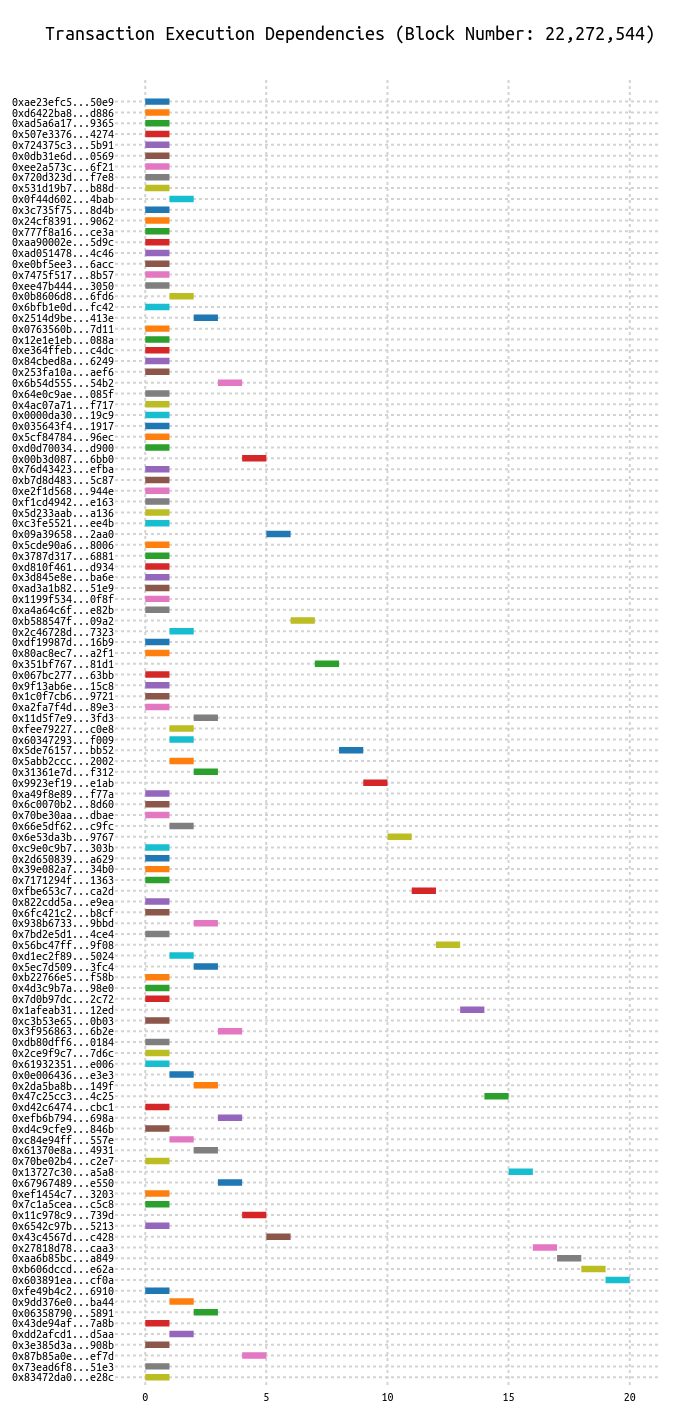 Transaction Execution Dependencies (Block Number: 22,272,544)
0xae23efc5...50e9
0xd6422ba8...d886
0xad5a6a17...9365
0x507e3376...4274
0x724375c3...5b91
0x0db31e6d...0569
0xee2a573c...6f21
0x720d323d...f7e8
0x531d19b7...b88d
0x0f44d602...4bab
0x3c735f75...8d4b
0x24cf8391...9062
0x777f8a16...ce3a
0xaa90002e...5d9c
0xad051478...4c46
0xe0bf5ee3...6acc
0x7475f517...8b57
0xee47b444...3050
0x0b8606d8...6fd6
0x6bfb1e0d...fc42
0x2514d9be...413e
0x0763560b...7d11
0x12e1e1eb...088a
0xe364ffeb...c4dc
0x84cbed8a...6249
0x253fa10a...aef6
0x6b54d555...54b2
0x64e0c9ae...085f
0x4ac07a71...f717
0x0000da30...19c9
0x035643f4...1917
0x5cf84784...96ec
0xd0d70034...d900
0x00b3d087...6bb0
0x76d43423...efba
0xb7d8d483...5c87
0xe2f1d568...944e
0xf1cd4942...e163
0x5d233aab...a136
0xc3fe5521...ee4b
0x09a39658...2aa0
0x5cde90a6...8006
0x3787d317...6881
0xd810f461...d934
0x3d845e8e...ba6e
0xad3a1b82...51e9
0x1199f534...0f8f
0xa4a64c6f...e82b
0xb588547f...09a2
0x2c46728d...7323
0xdf19987d...16b9
0x80ac8ec7...a2f1
0x351bf767...81d1
0x067bc277...63bb
0x9f13ab6e...15c8
0x1c0f7cb6...9721
0xa2fa7f4d...89e3
0x11d5f7e9...3fd3
0xfee79227...c0e8
0x60347293...f009
0x5de76157...bb52
0x5abb2ccc...2002
0x31361e7d...f312
0x9923ef19...e1ab
0xa49f8e89...f77a
0x6c0070b2...8d60
0x70be30aa...dbae
0x66e5df62...c9fc
0x6e53da3b...9767
0xc9e0c9b7...303b
0x2d650839...a629
0x39e082a7...34b0
0x7171294f...1363
0xfbe653c7...ca2d
0x822cdd5a...e9ea
0x6fc421c2...b8cf
0x938b6733...9bbd
0x7bd2e5d1...4ce4
0x56bc47ff...9f08
0xd1ec2f89...5024
0x5ec7d509...3fc4
0xb22766e5...f58b
0x4d3c9b7a...98e0
0x7d0b97dc...2c72
0x1afeab31...12ed
0xc3b53e65...0b03
0x3f956863...6b2e
0xdb80dff6...0184
0x2ce9f9c7...7d6c
0x61932351...e006
0x0e006436...e3e3
0x2da5ba8b...149f
0x47c25cc3...4c25
0xd42c6474...cbc1
0xefb6b794...698a
0xd4c9cfe9...846b
0xc84e94ff...557e
0x61370e8a...4931
0x70be02b4...c2e7
0x13727c30...a5a8
0x67967489...e550
0xef1454c7...3203
0x7c1a5cea...c5c8
0x11c978c9...739d
0x6542c97b...5213
0x43c4567d...c428
0x27818d78...caa3
0xaa6b85bc...a849
0xb606dccd...e62a
0x603891ea...cf0a
0xfe49b4c2...6910
0x9dd376e0...ba44
0x06358790...5891
0x43de94af...7a8b
0xdd2afcd1...d5aa
0x3e385d3a...908b
0x87b85a0e...ef7d
0x73ead6f8...51e3
0x83472da0...e28c
0 5 10 15 20